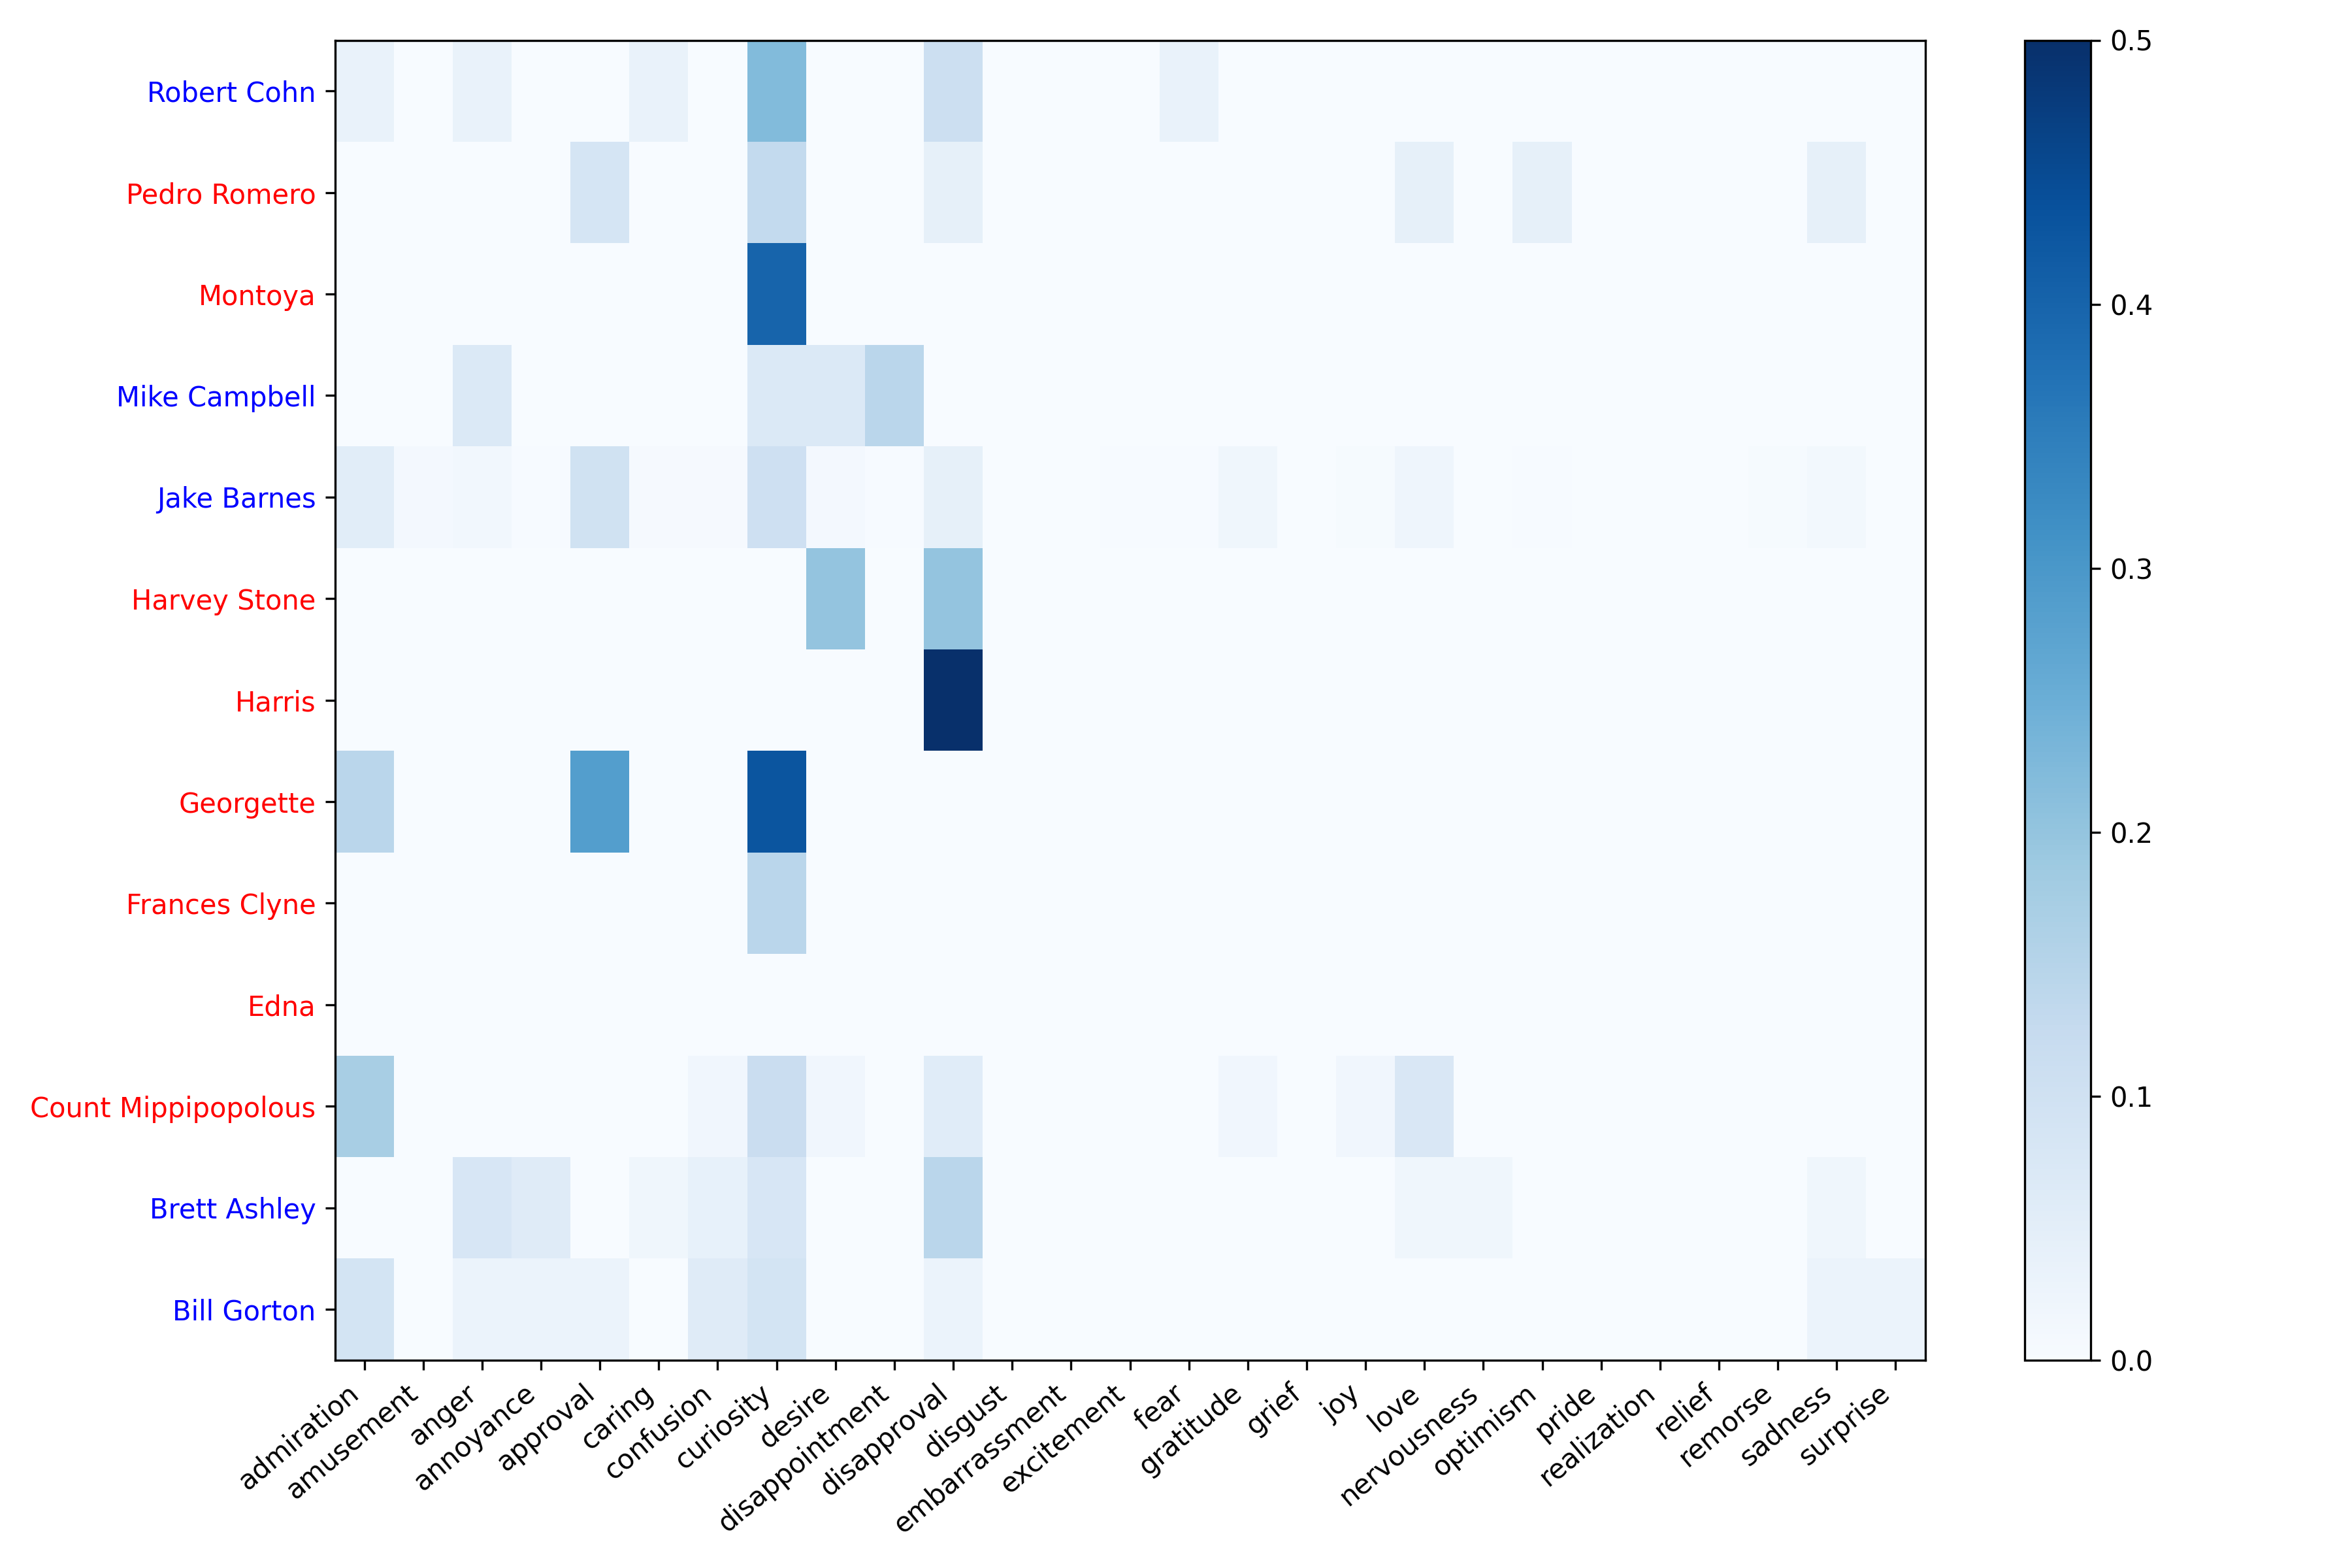 Robert Cohn
Pedro Romero
Montoya
Mike Campbell
Jake Barnes
Harvey Stone
Harris
Georgette
Frances Clyne
Edna
Count Mippipopolous
Brett Ashley
Bill Gorton
admiration
amusement
anger
annoyance
approval
caring
confusion
curiosity
desire
disappointment
disapproval
disgust
embarrassment
excitement
fear
gratitude
grief
joy
love
nervousness
optimism
pride
realization
relief
remorse
sadness
surprise
0.5
0.4
0.3
0.2
0.1
0.0